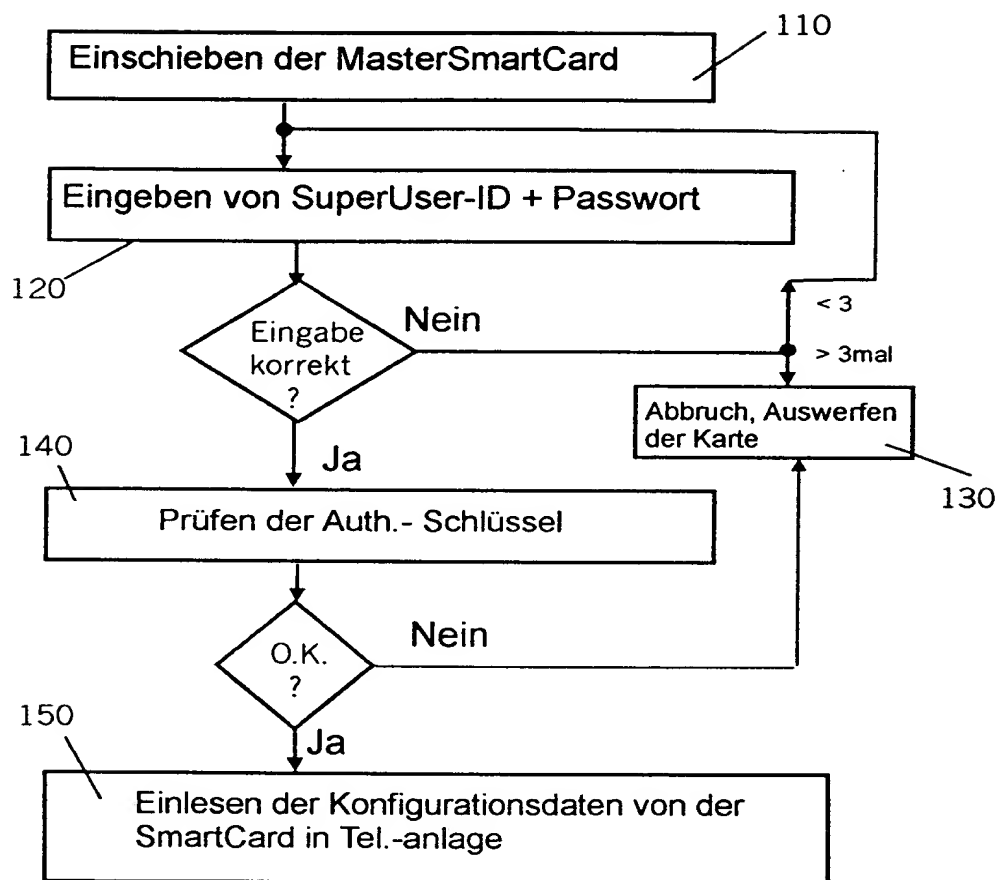 110
Einschieben der MasterSmartCard
Eingeben von SuperUser-ID + Passwort
120
< 3
Nein
Eingabe
korrekt
?
> 3mal
Abbruch, Auswerfen
der Karte
130
140
Ja
Prüfen der Auth.- Schlüssel
Nein
O.K.
?
150
Ja
Einlesen der Konfigurationsdaten von der
SmartCard in Tel.-anlage